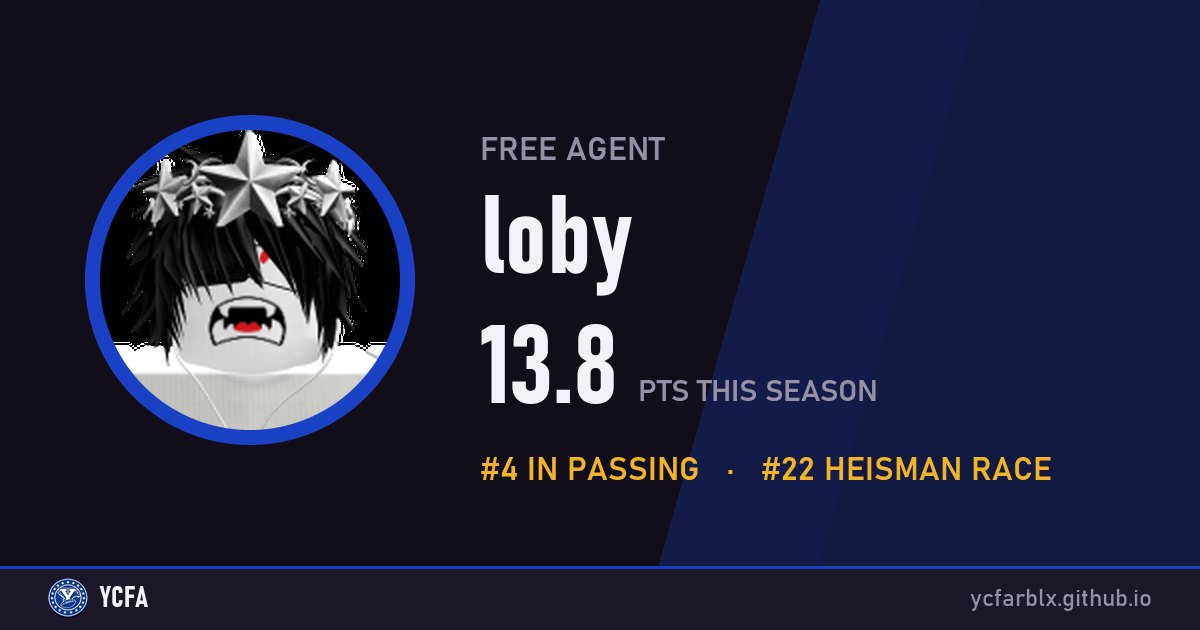 FREE AGENT
loby
13.8 PTS THIS SEASON
#4 IN PASSING · #22 HEISMAN RACE
YCFA
ycfarblx.github.io